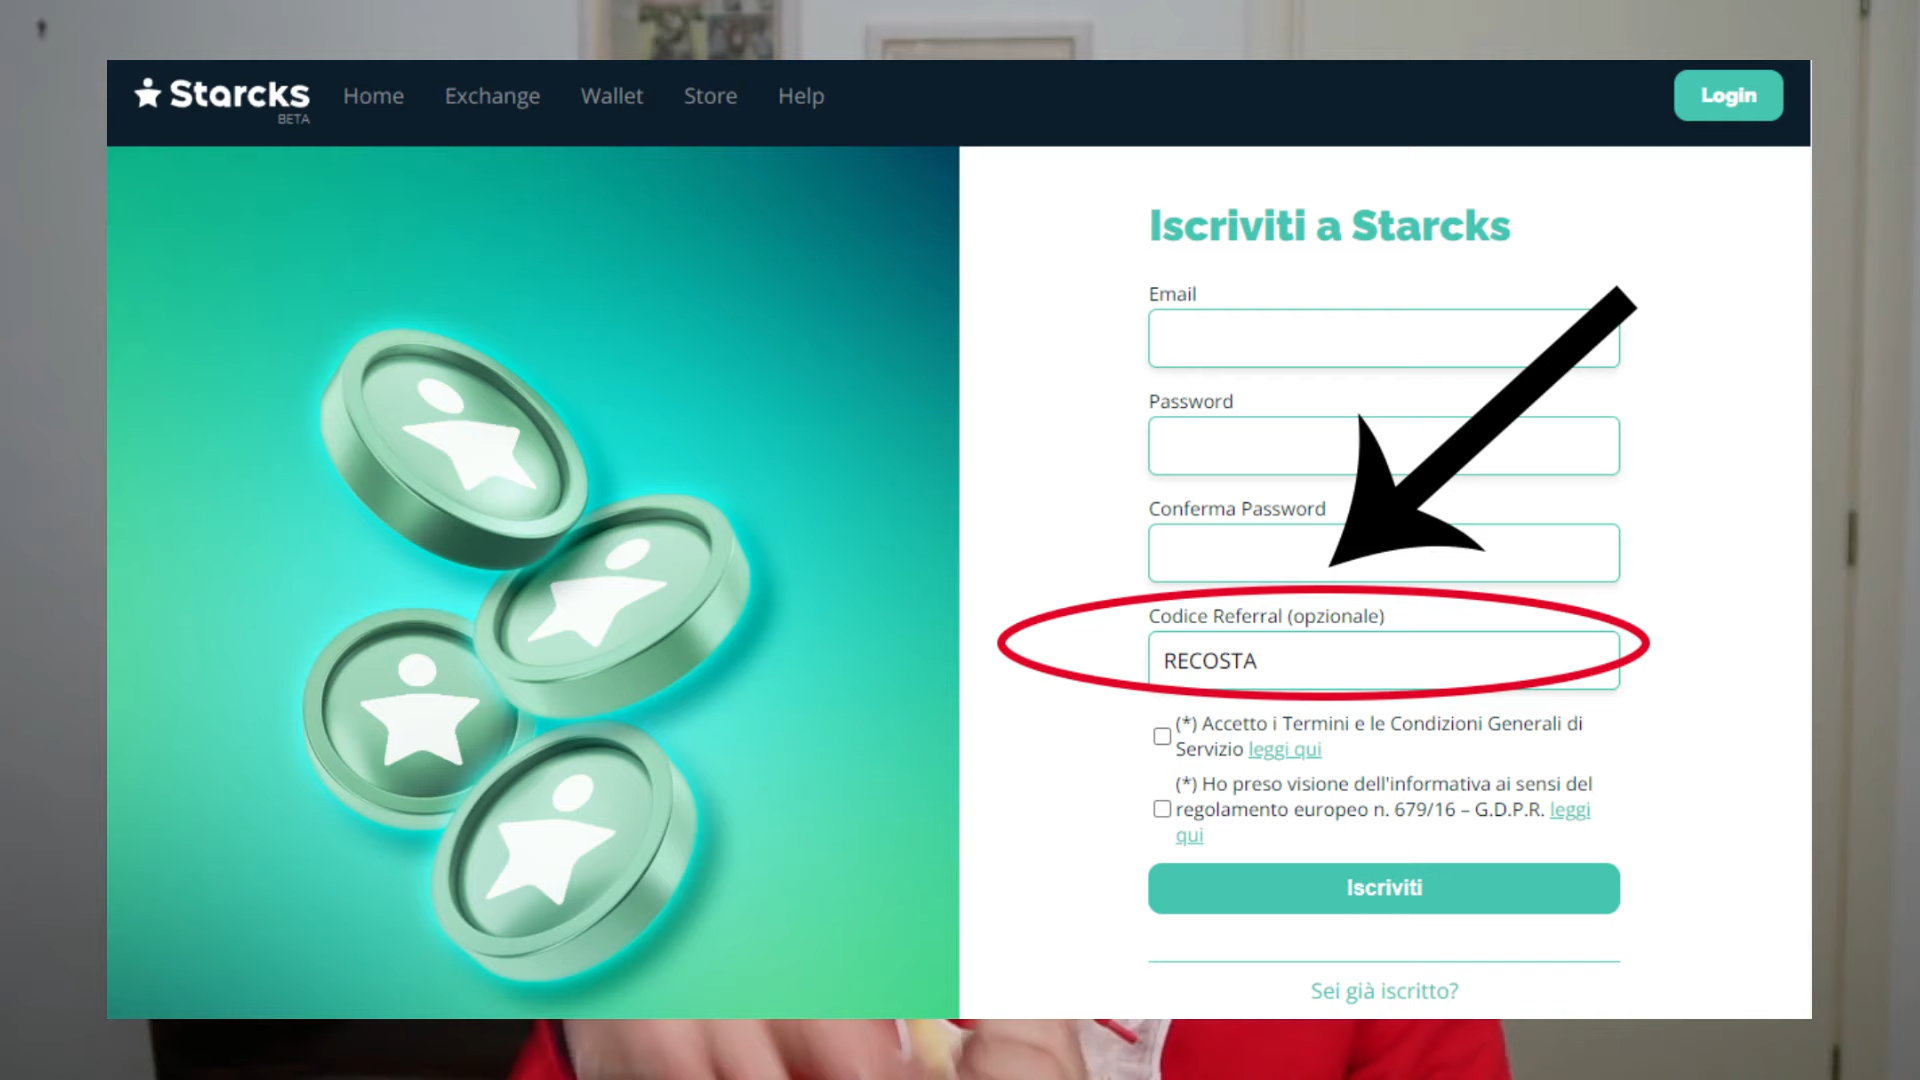 Starcks
BETA
Home
Exchange
Wallet
Store
Help
Login
Iscriviti a Starcks
Email
Password
Conferma Password
Codice Referral (opzionale)
RECOSTA
(*) Accetto i Termini e le Condizioni Generali di
Servizio leggi qui
(*) Ho preso visione dell'informativa ai sensi del
regolamento europeo n. 679/16 – G.D.P.R. leggi
qui
Iscriviti
Sei già iscritto?